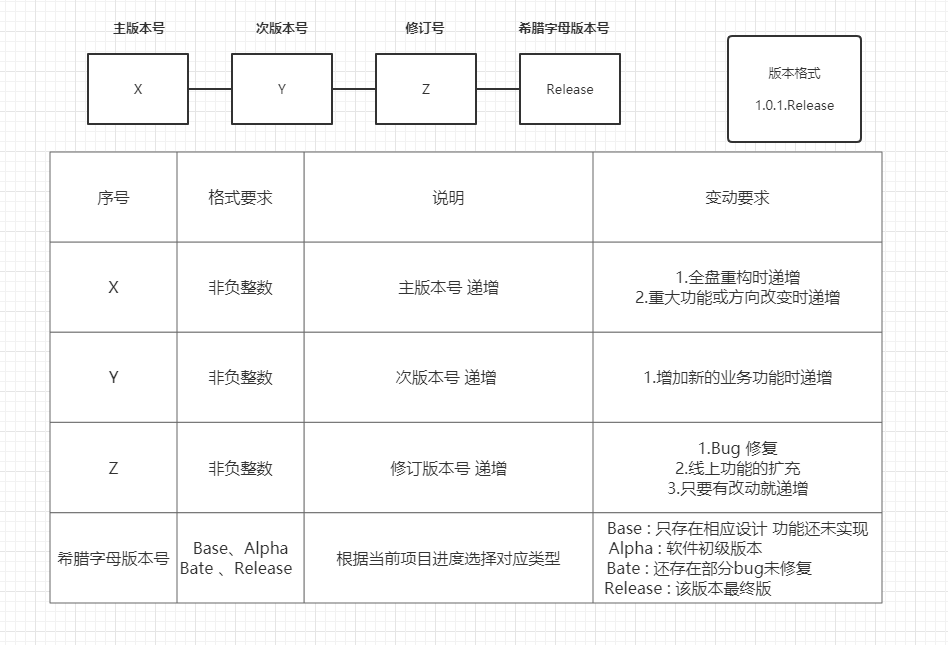 主版本号
次版本号
修订号
希腊字母版本号
X
Y
Z
Release
版本格式
1.0.1.Release
序号
格式要求
说明
变动要求
X
非负整数
主版本号 递增
1.全盘重构时递增
2.重大功能或方向改变时递增
Y
非负整数
次版本号 递增
1.增加新的业务功能时递增
Z
非负整数
修订版本号 递增
1.Bug 修复
2.线上功能的扩充
3.只要有改动就递增
希腊字母版本号
Base、Alpha
Bate 、Release
根据当前项目进度选择对应类型
Base : 只存在相应设计 功能还未实现
Alpha : 软件初级版本
Bate : 还存在部分bug未修复
Release : 该版本最终版